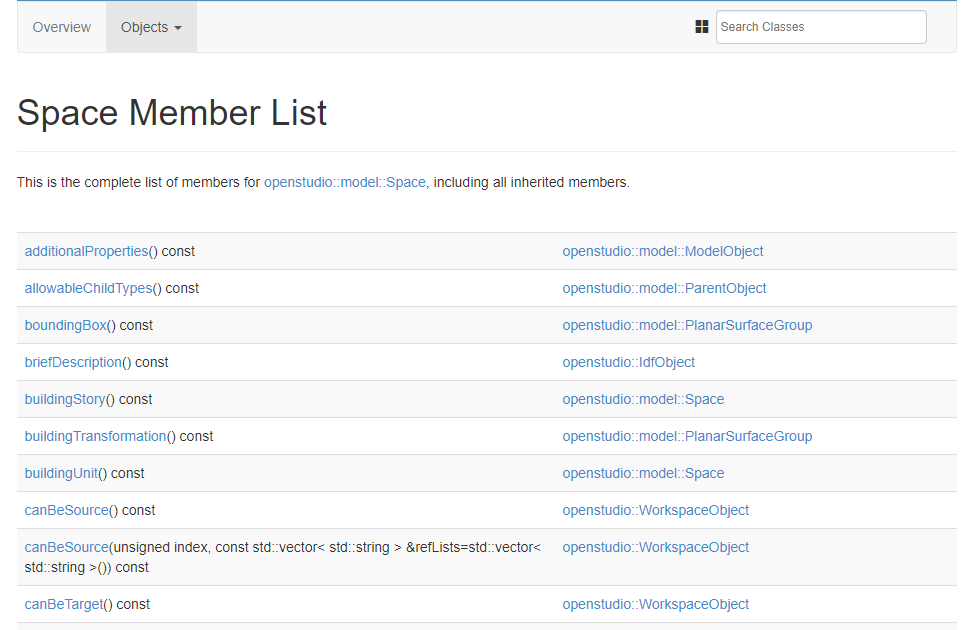 Overview Objects Search Classes
Space Member List
This is the complete list of members for openstudio::model::Space, including all inherited members.
additionalProperties() const openstudio::model::ModelObject
allowableChildTypes() const openstudio::model::ParentObject
boundingBox() const openstudio::model::PlanarSurfaceGroup
briefDescription() const openstudio::IdfObject
buildingStory() const openstudio::model::Space
buildingTransformation() const openstudio::model::PlanarSurfaceGroup
buildingUnit() const openstudio::model::Space
canBeSource() const openstudio::WorkspaceObject
canBeSource(unsigned index, const std::vector< std::string > &refLists=std::vector< openstudio::WorkspaceObject
std::string >()) const
canBeTarget() const openstudio::WorkspaceObject